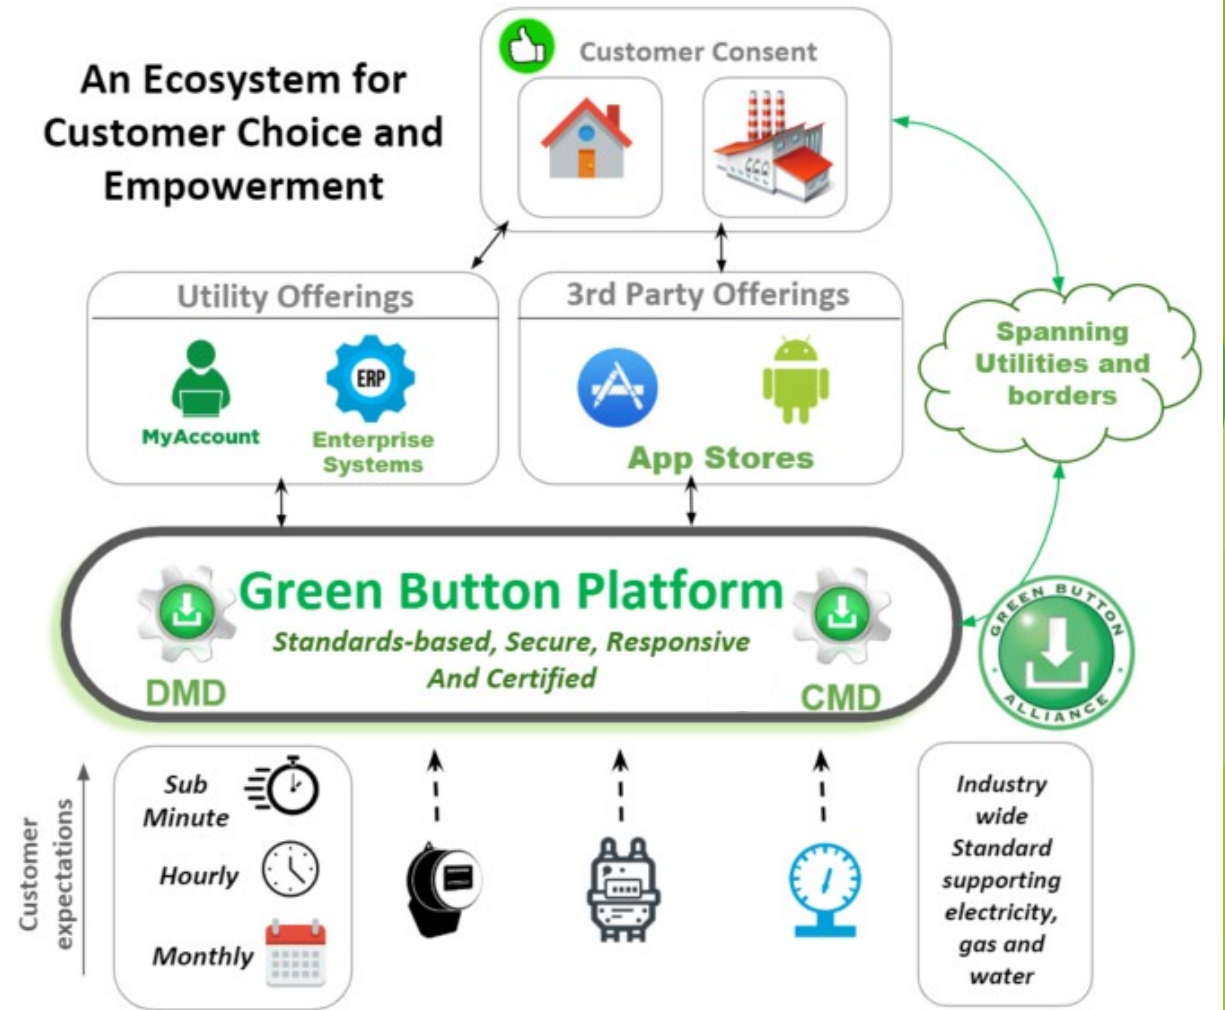 An Ecosystem for
Customer Choice and
Empowerment
Customer Consent
Utility Offerings
MyAccount
ERP
Enterprise
Systems
3rd Party Offerings
App Stores
Spanning
Utilities and
borders
Green Button Platform
Standards-based, Secure, Responsive
And Certified
DMD
CMD
GREEN BUTTON
ALLIANCE
Customer
expectations
Sub
Minute
Hourly
Monthly
Industry
wide
Standard
supporting
electricity,
gas and
water